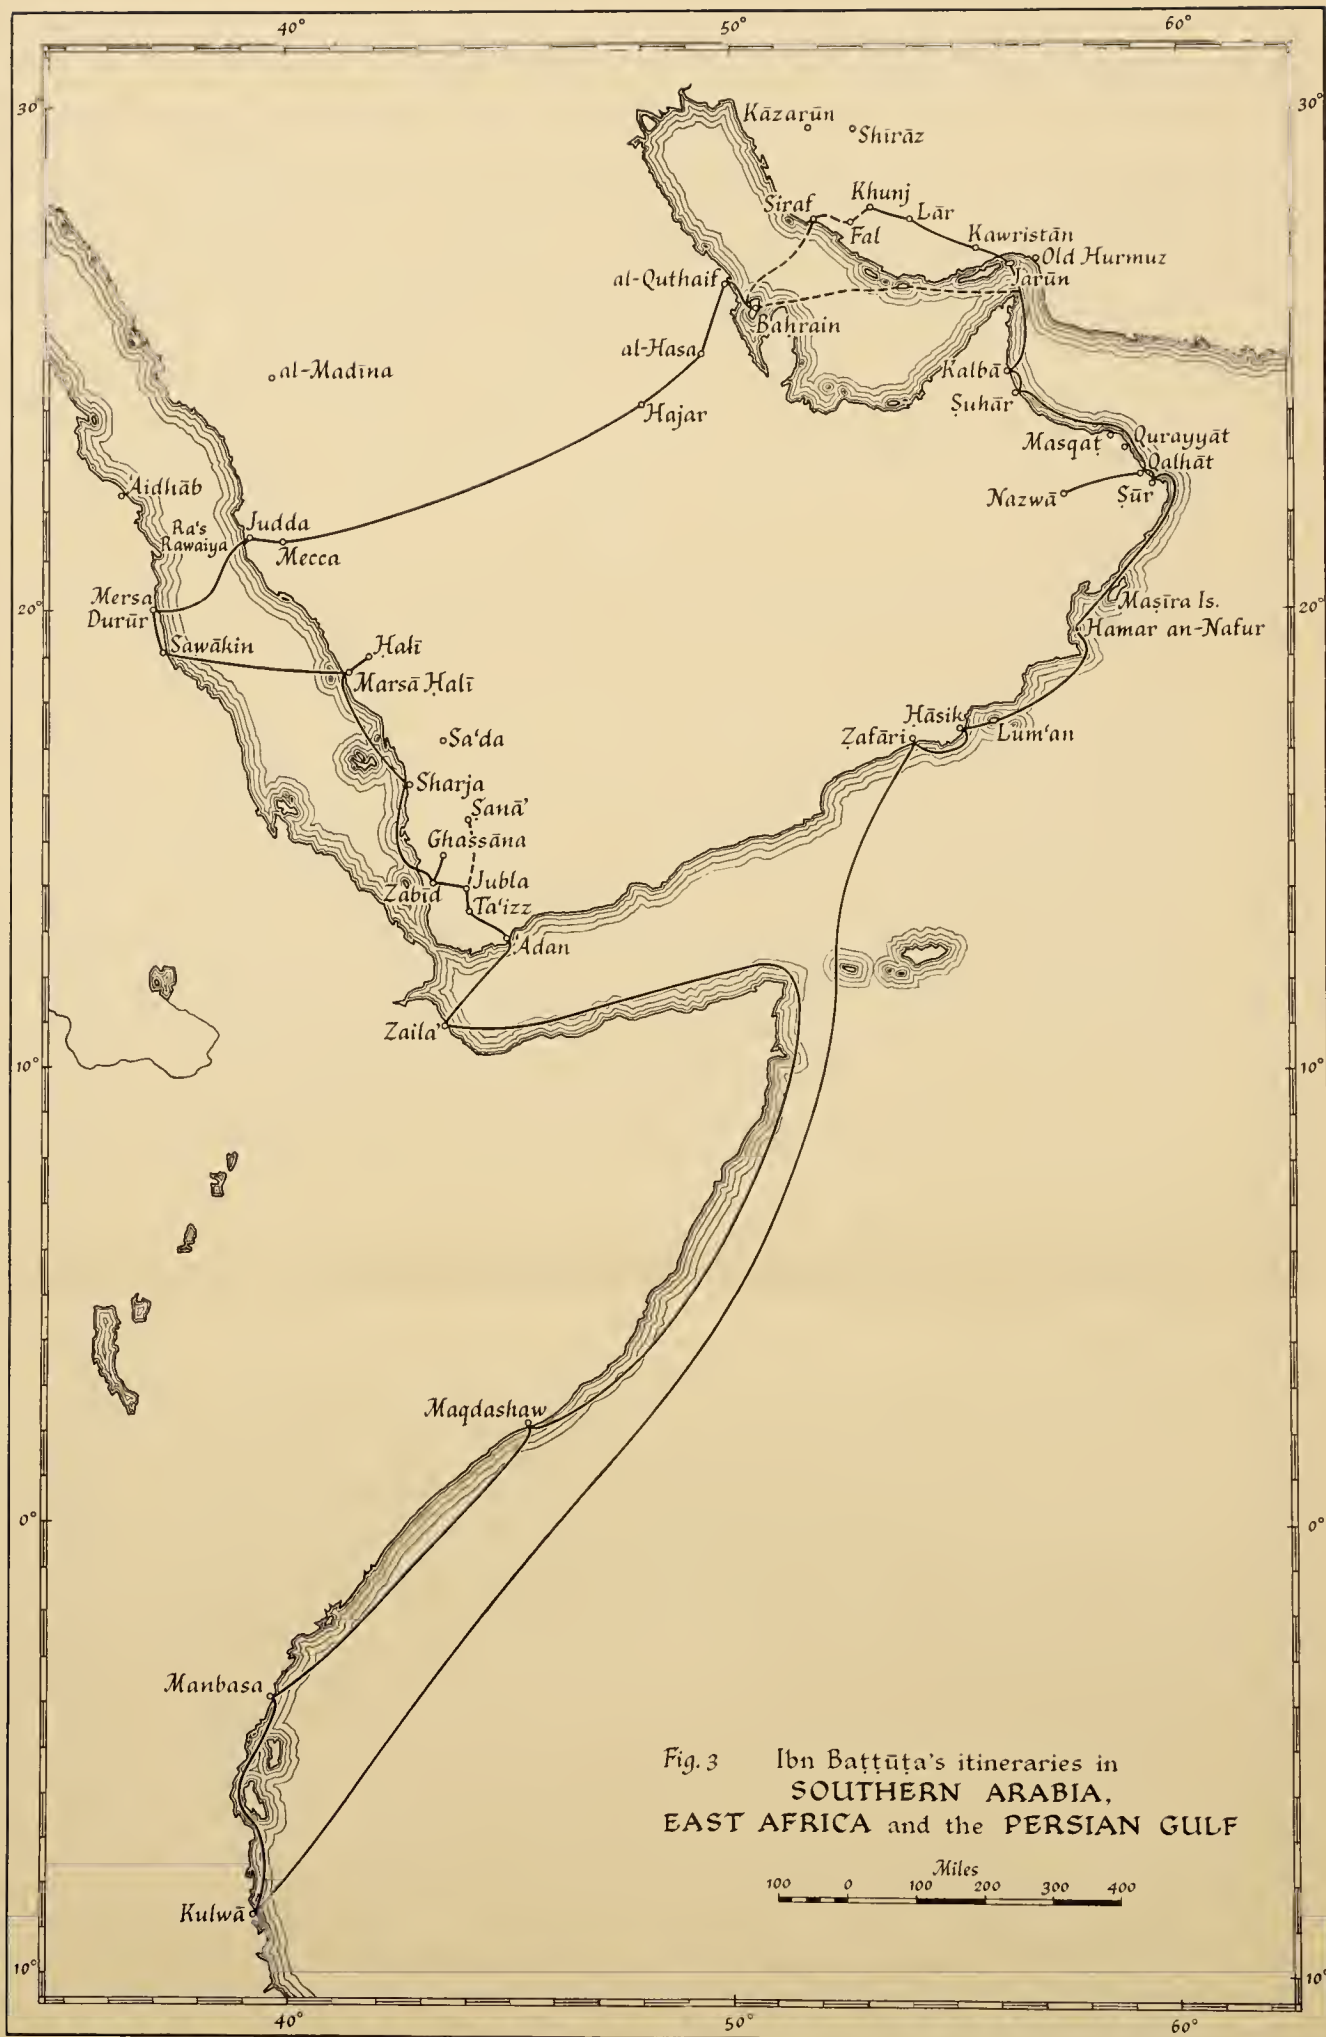 40°
50°
60°
30°
30°
Kāzarūn
Shīrāz
Khunj
Siraf
Lār
Fal
Kawristān
Old Hurmuz
Jarūn
al-Quthaif
Baḥrain
al-Hasa
al-Madīna
Kalbā
Ṣuhār
Hajar
Masqaṭ
Qurayyāt
Qalhāt
Nazwā
Ṣūr
'Aidhāb
Ra's
Rawaiya
Judda
Mecca
Mersa
Durūr
20°
20°
Maṣīra Is.
Hamar an-Nafur
Sawākin
Ḥalī
Marsā Ḥalī
Ḥāsik
Lum‘an
Ẓafāri
Sa‘da
Sharja
Ṣanā’
Ghassāna
Zabīd
Jubla
Ta‘izz
‘Adan
Zaila‘
10°
10°
Maqdashaw
0°
0°
Manbasa
Kulwā
Fig. 3 Ibn Baṭṭūṭa's itineraries in
SOUTHERN ARABIA,
EAST AFRICA and the PERSIAN GULF
Miles
100 0 100 200 300 400
10°
10°
40°
50°
60°